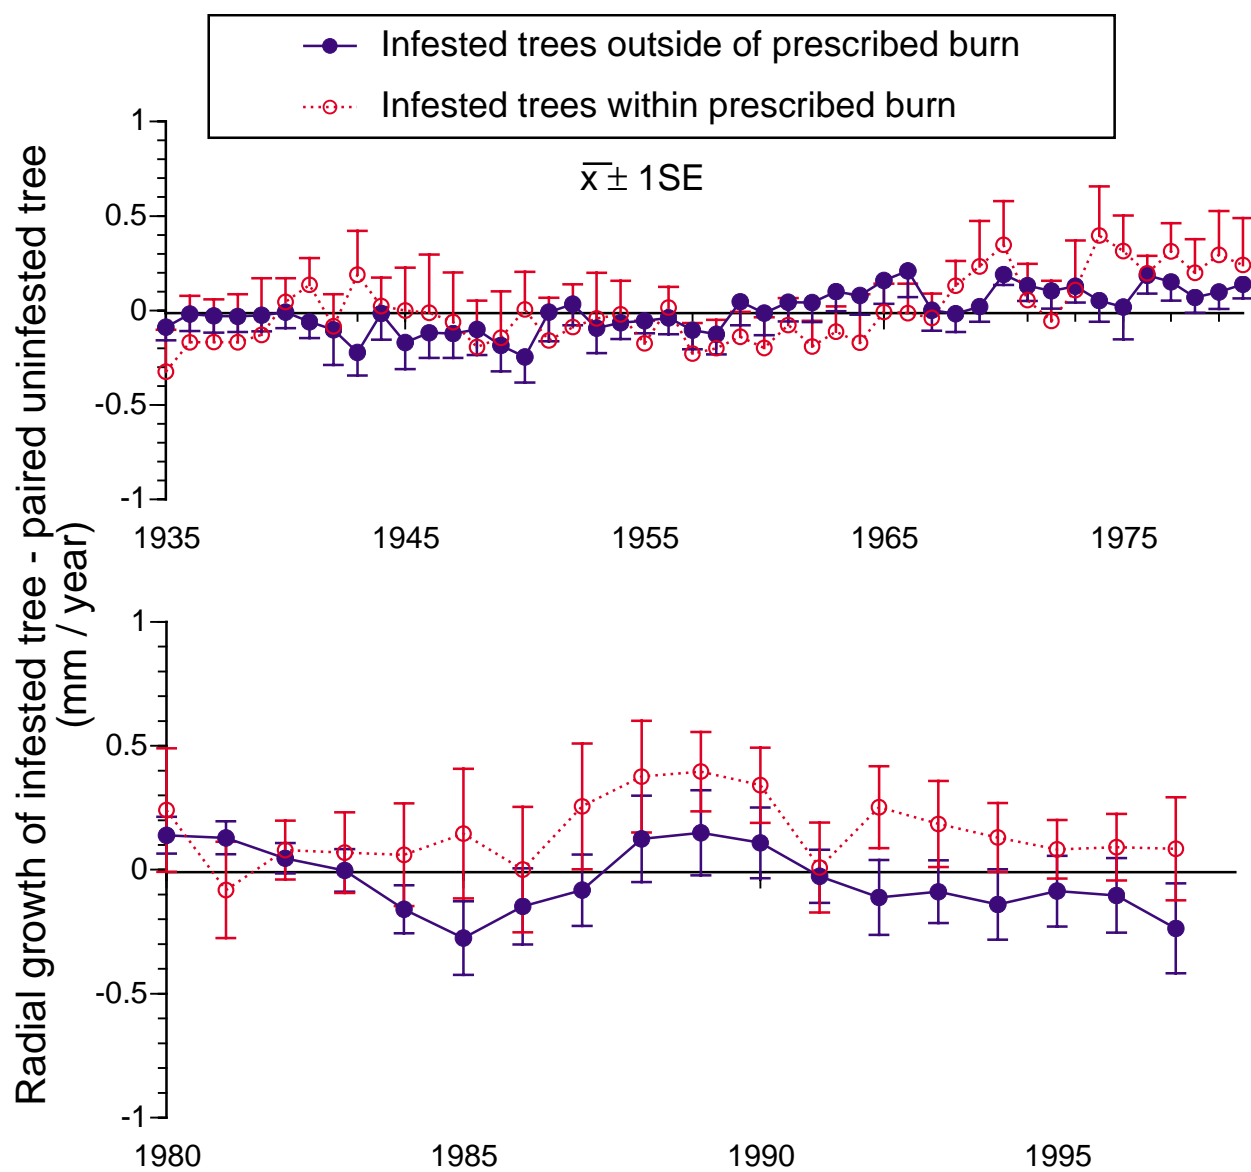 Infested trees outside of prescribed burn
Infested trees within prescribed burn
x ± 1SE
Radial growth of infested tree - paired uninfested tree
(mm / year)
1
0.5
0
-0.5
-1
1935 1945 1955 1965 1975
1
0.5
0
-0.5
-1
1980 1985 1990 1995